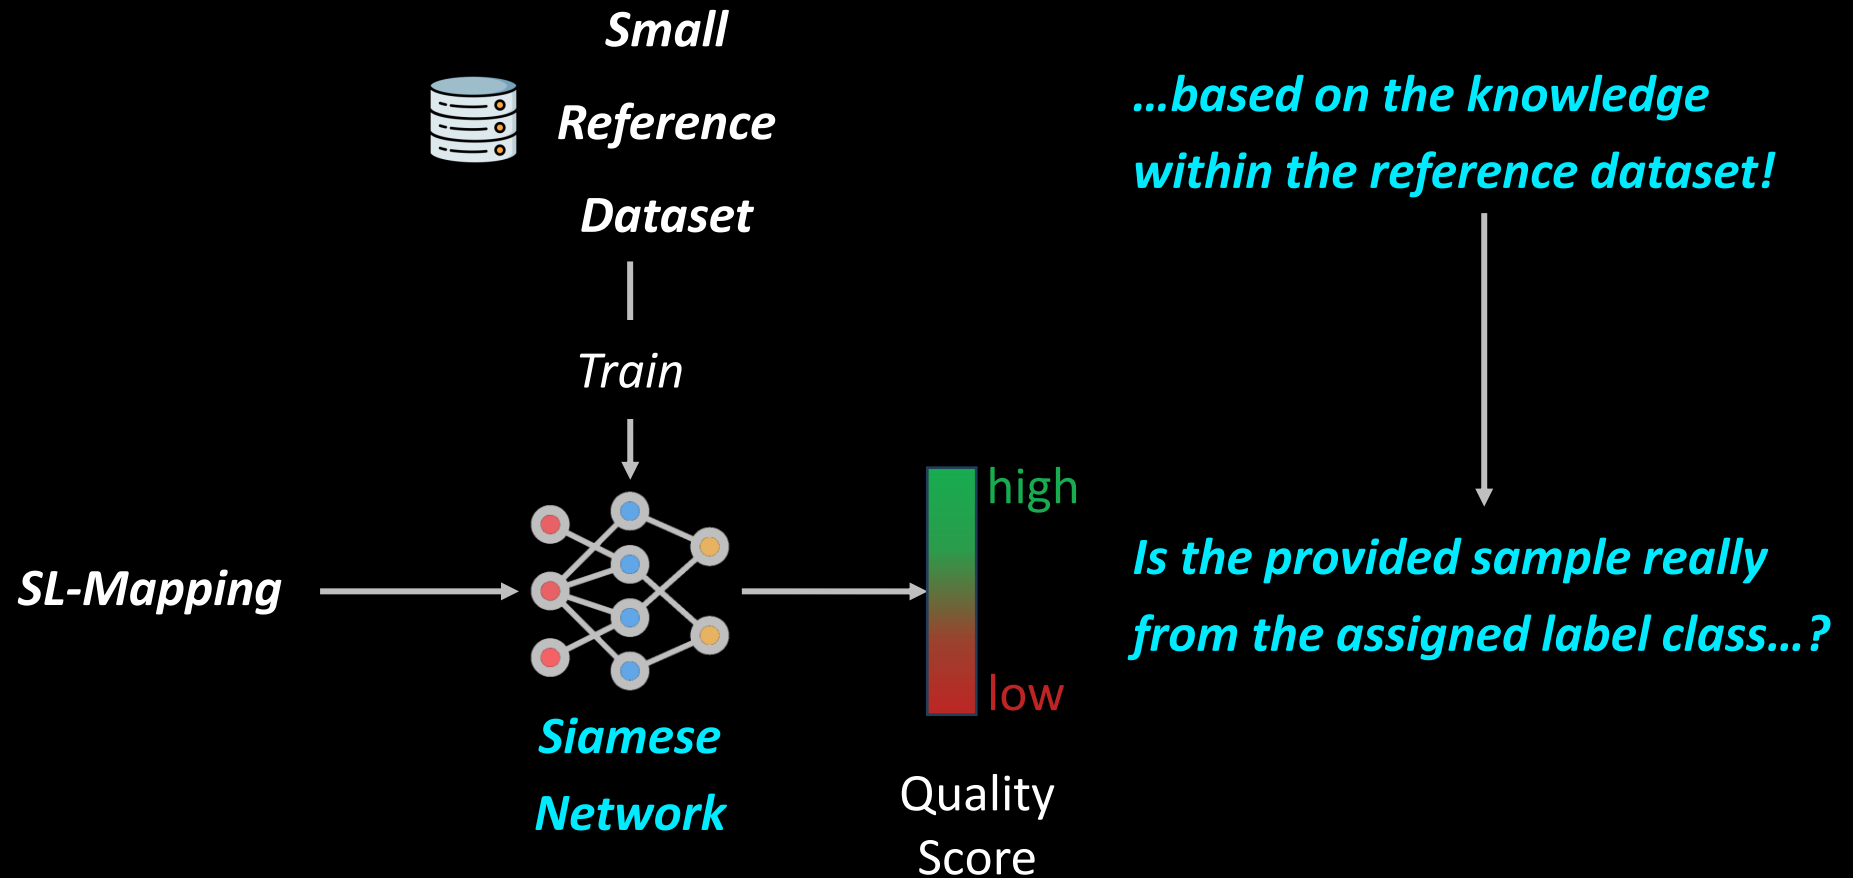 Small
Reference
Dataset
Train
SL-Mapping
Siamese
Network
high
low
Quality
Score
…based on the knowledge
within the reference dataset!
Is the provided sample really
from the assigned label class…?